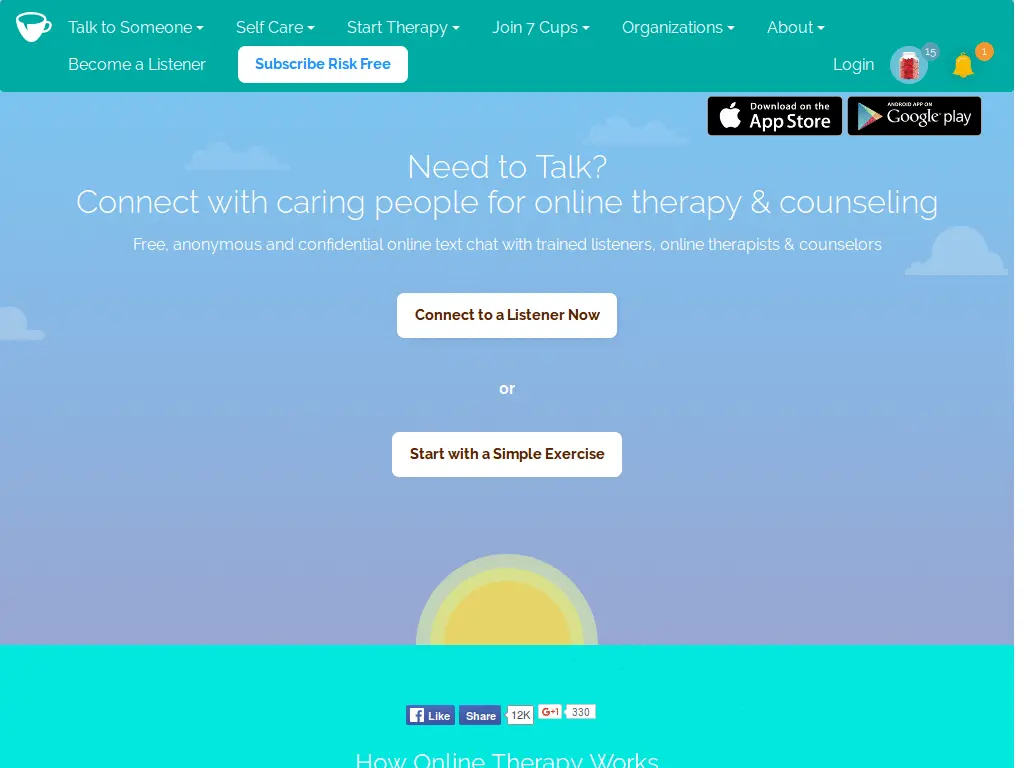 Talk to Someone Self Care Start Therapy Join 7 Cups Organizations About
Become a Listener Subscribe Risk Free Login 15 1
Download on the App Store ANDROID APP ON Google play
Need to Talk?
Connect with caring people for online therapy & counseling
Free, anonymous and confidential online text chat with trained listeners, online therapists & counselors
Connect to a Listener Now
or
Start with a Simple Exercise
Like Share 12K G+1 330
How Online Therapy Works